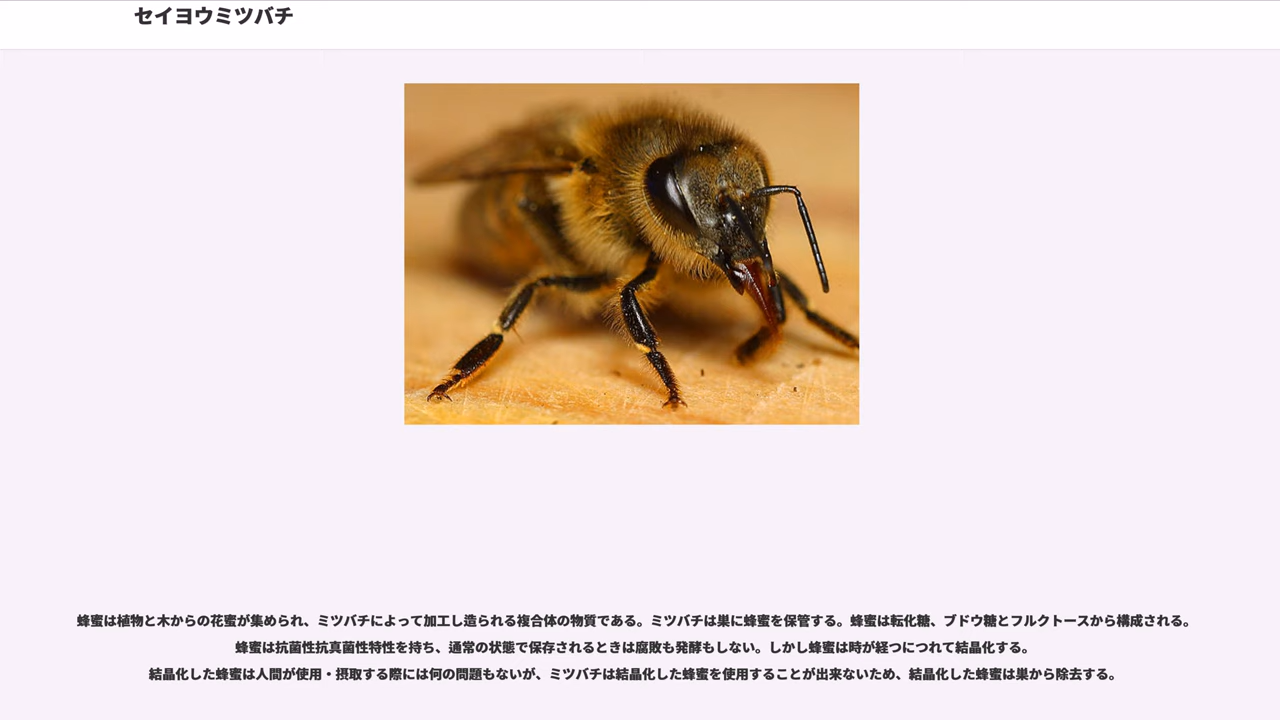 セイヨウミツバチ
蜂蜜は植物と木からの花蜜が集められ、ミツバチによって加工し造られる複合体の物質である。ミツバチは巣に蜂蜜を保管する。蜂蜜は転化糖、ブドウ糖とフルクトースから構成される。
蜂蜜は抗菌性抗真菌性特性を持ち、通常の状態で保存されるときは腐敗も発酵もしない。しかし蜂蜜は時が経つにつれて結晶化する。
結晶化した蜂蜜は人間が使用・摂取する際には何の問題もないが、ミツバチは結晶化した蜂蜜を使用することが出来ないため、結晶化した蜂蜜は巣から除去する。